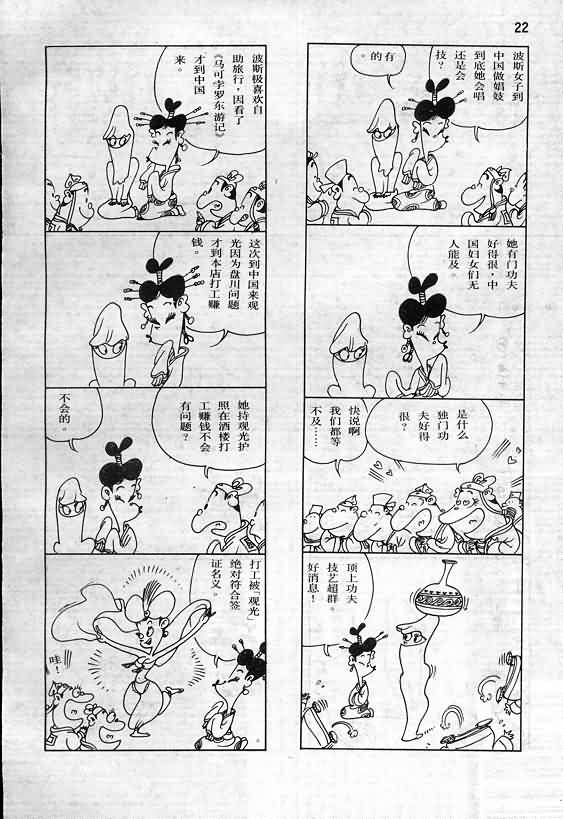 22
波斯女子到
中国做娼妓
到底她会唱
还是会
技?
有的。
她有门功夫
好得很,中
国妇女们无
人能及。
是什么
独门功
夫好得
很?
快说啊
我们都等
不及……
顶上功夫
技艺超群。
好消息!
波斯极喜欢自
助旅行,因看了
《马可孛罗东游记》
才到中国
来。
这次到中国来观
光因为盘川问题
才到本店打工赚
钱。
她持观光护
照在酒楼打
工赚钱不会
有问题?
不会的。
打工被“观光”
绝对符合签
证名义。
哇!